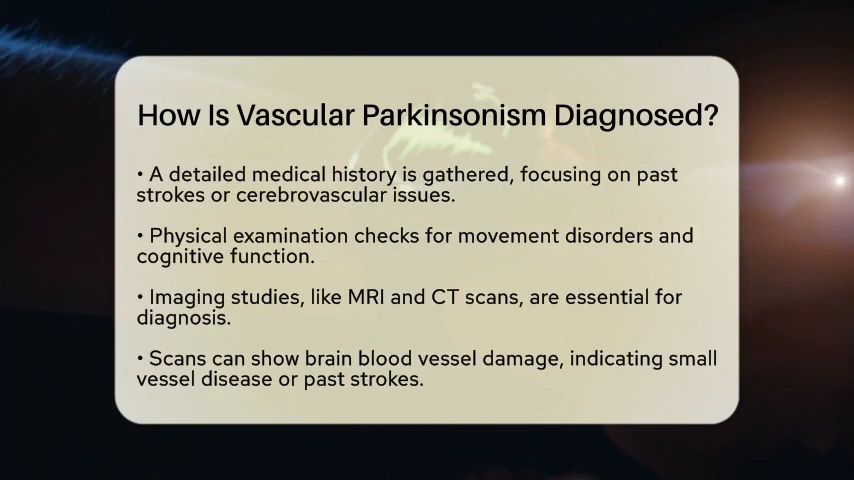 How Is Vascular Parkinsonism Diagnosed?
• A detailed medical history is gathered, focusing on past
strokes or cerebrovascular issues.
• Physical examination checks for movement disorders and
cognitive function.
• Imaging studies, like MRI and CT scans, are essential for
diagnosis.
• Scans can show brain blood vessel damage, indicating small
vessel disease or past strokes.